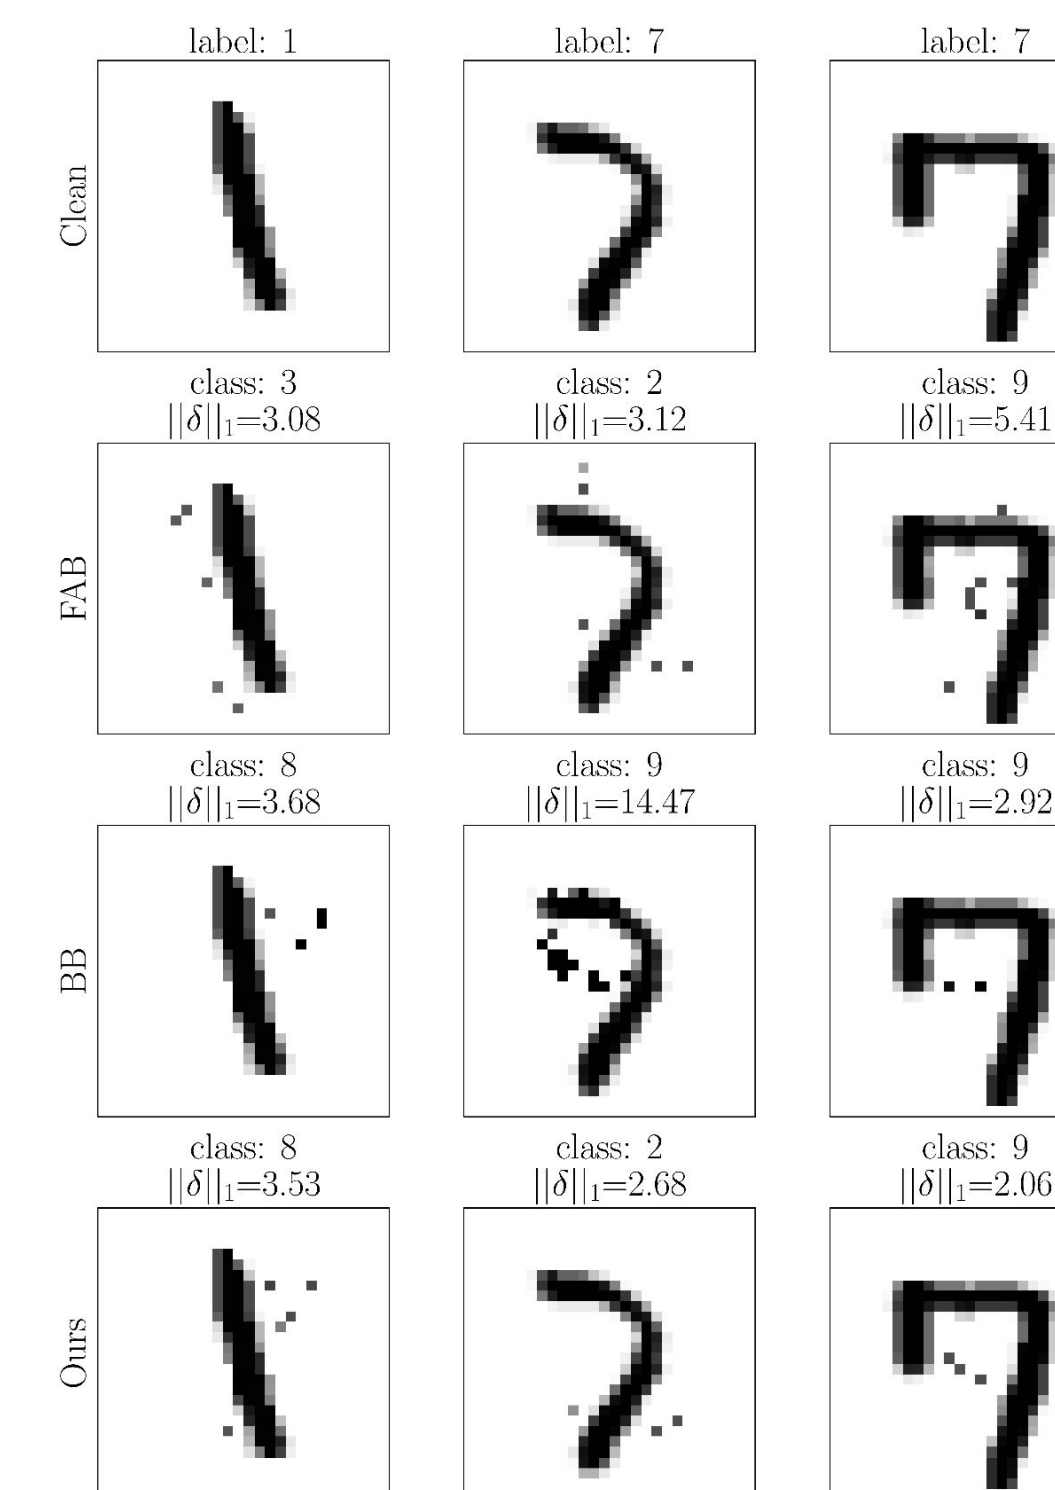 label: 1 label: 7 label: 7
Clean
class: 3 class: 2 class: 9
||δ||₁=3.08 ||δ||₁=3.12 ||δ||₁=5.41
FAB
class: 8 class: 9 class: 9
||δ||₁=3.68 ||δ||₁=14.47 ||δ||₁=2.92
BB
class: 8 class: 2 class: 9
||δ||₁=3.53 ||δ||₁=2.68 ||δ||₁=2.06
Ours